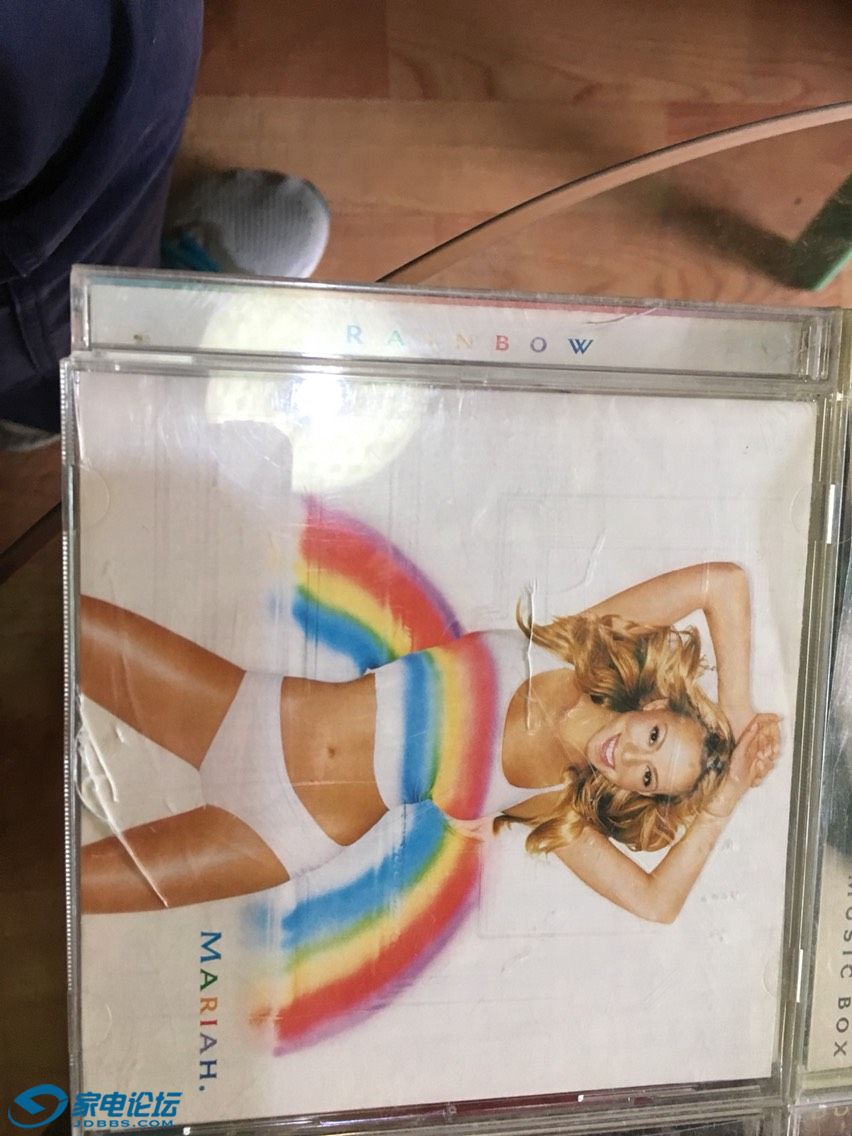 RAINBOW
MARIAH.
MUSIC BOX
家电论坛
JDBBS.COM